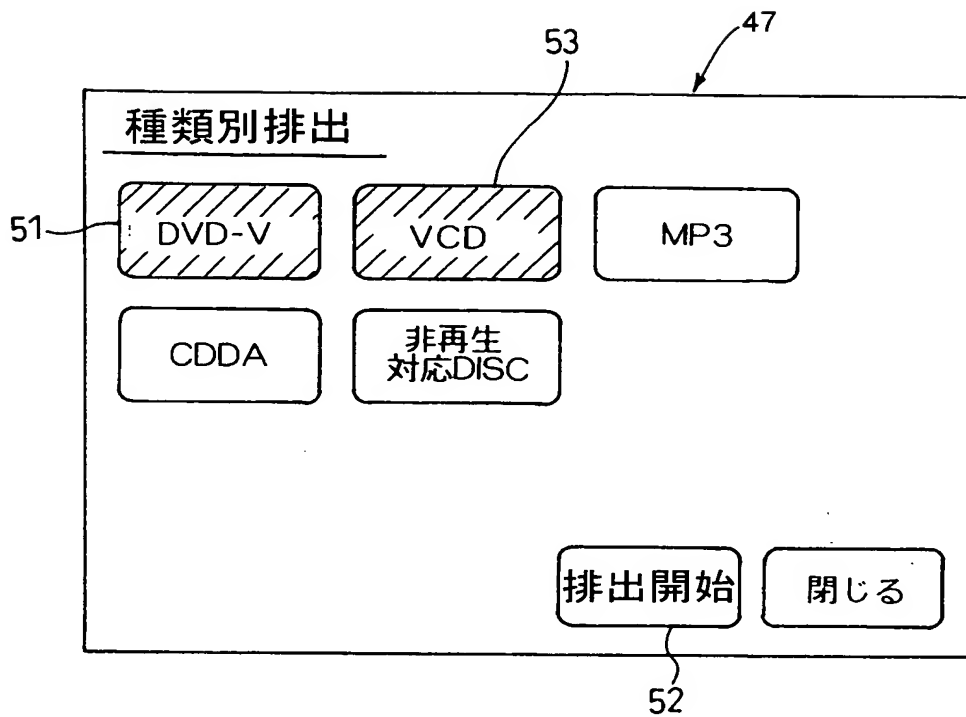 47
53
種類別排出
51
DVD-V
VCD
MP3
CDDA
非再生
対応DISC
排出開始
閉じる
52